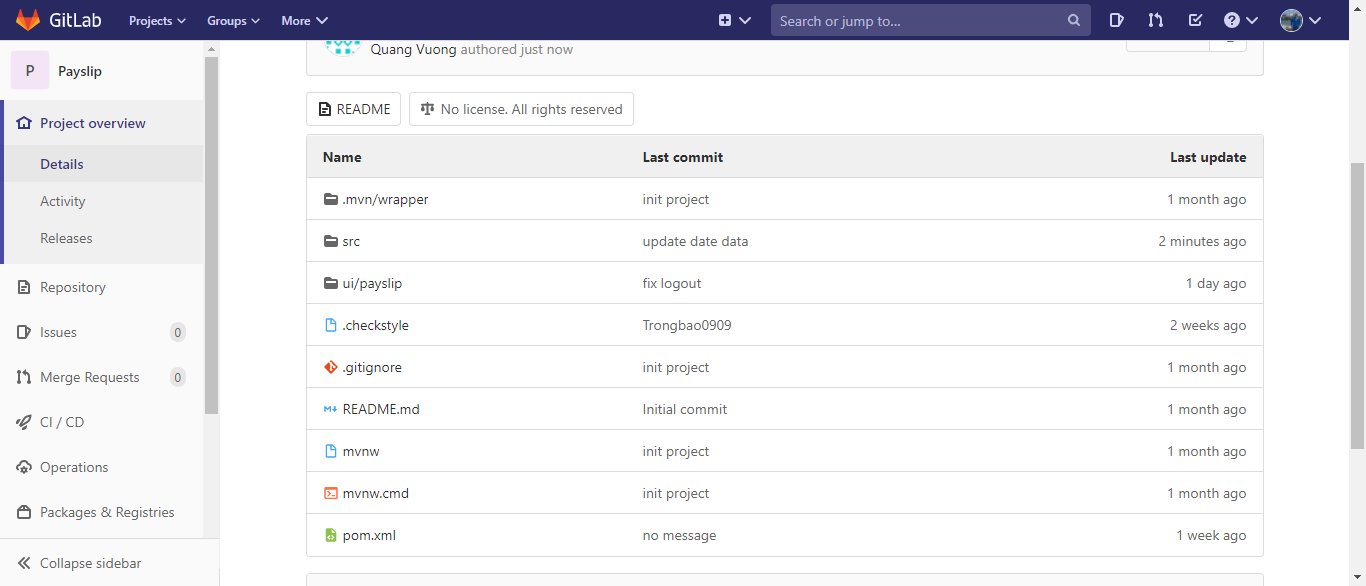 GitLab Projects Groups More Search or jump to...
P Payslip
Project overview
Details
Activity
Releases
Repository
Issues 0
Merge Requests 0
CI / CD
Operations
Packages & Registries
Collapse sidebar
Quang Vuong authored just now
README No license. All rights reserved
Name Last commit Last update
.mvn/wrapper init project 1 month ago
src update date data 2 minutes ago
ui/payslip fix logout 1 day ago
.checkstyle Trongbao0909 2 weeks ago
.gitignore init project 1 month ago
README.md Initial commit 1 month ago
mvnw init project 1 month ago
mvnw.cmd init project 1 month ago
pom.xml no message 1 week ago